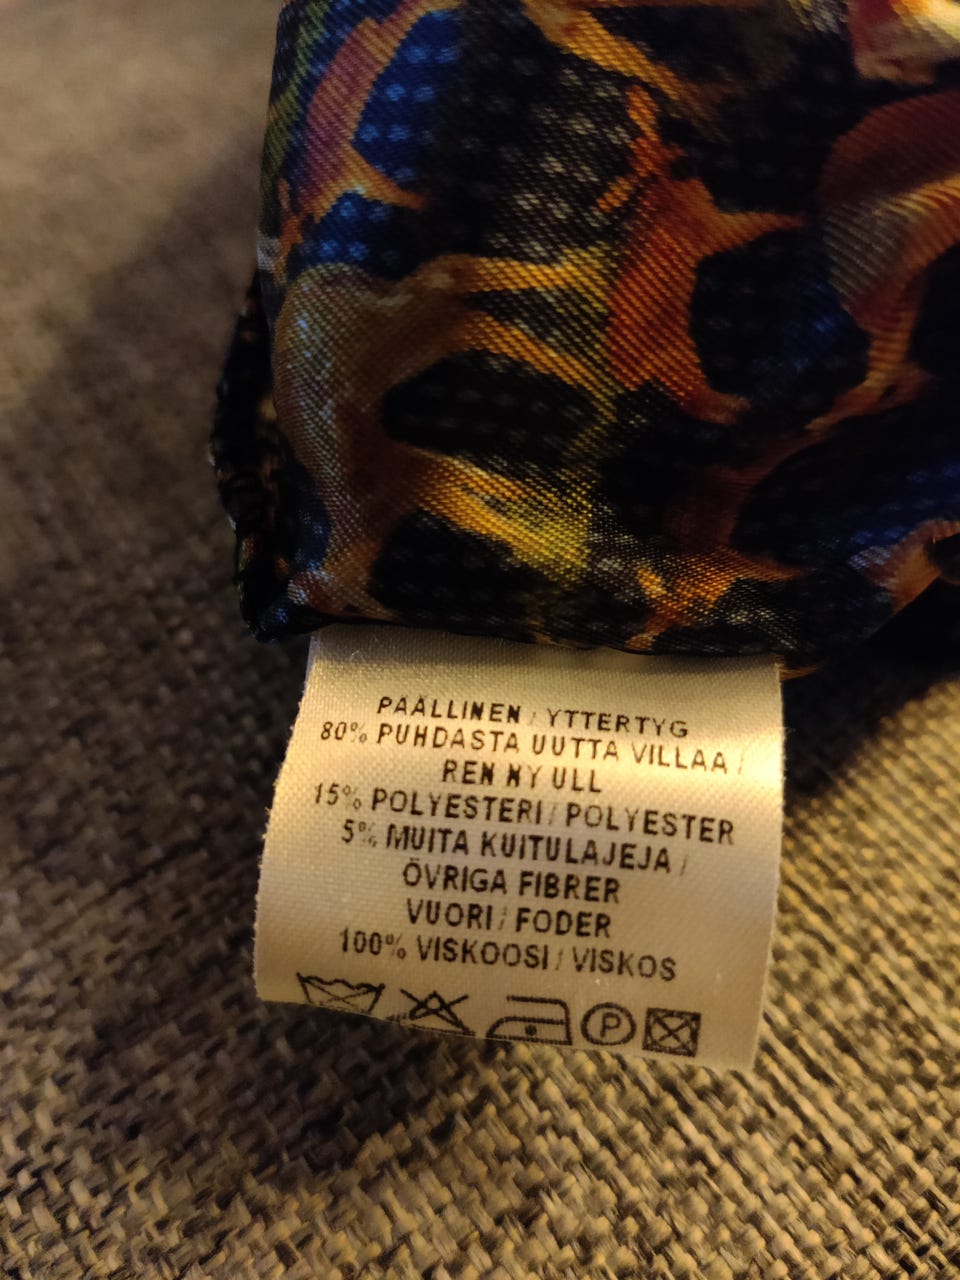 PÄÄLLINEN / YTTERTYG
80% PUHDASTA UUTTA VILLAA /
REN NY ULL
15% POLYESTERI / POLYESTER
5% MUITA KUITULAJEJA /
ÖVRIGA FIBRER
VUORI / FODER
100% VISKOOSI / VISKOS
P